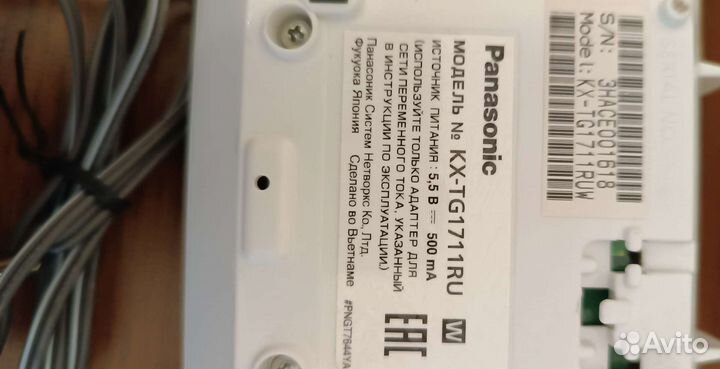 Panasonic
МОДЕЛЬ № KX-TG1711RU W
ИСТОЧНИК ПИТАНИЯ : 5,5 В 500 mA
(ИСПОЛЬЗУЙТЕ ТОЛЬКО АДАПТЕР ДЛЯ
СЕТИ ПЕРЕМЕННОГО ТОКА, УКАЗАННЫЙ
В ИНСТРУКЦИИ ПО ЭКСПЛУАТАЦИИ.)
EAC
Панасоник Систем Нетворкс Ко., Лтд.
Фукуока Япония
Сделано во Вьетнаме
#PNGT7644YA
S/N: 3HACE001618
Model: KX-TG1711RUW
Avito